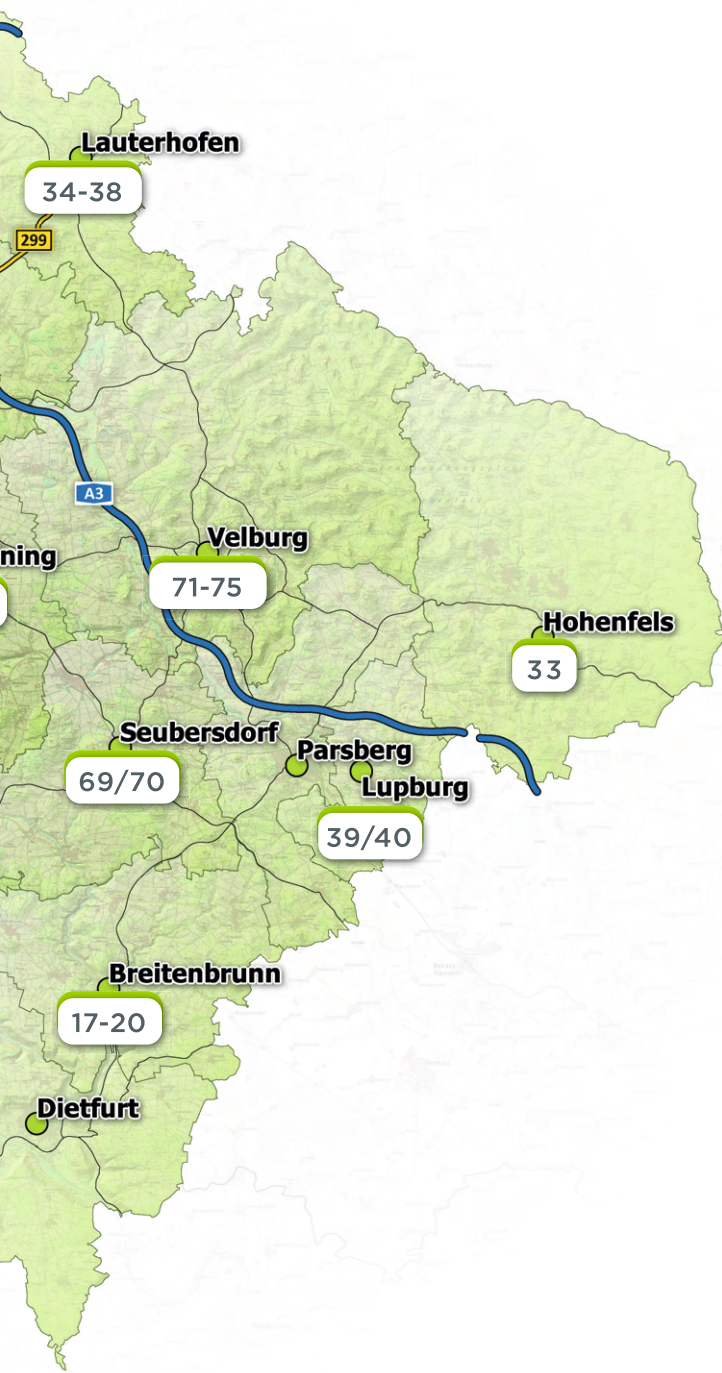 Lauterhofen
34-38
299
A3
Velburg
ning
71-75
Hohenfels
33
Seubersdorf
Parsberg
69/70
Lupburg
39/40
Breitenbrunn
17-20
Dietfurt